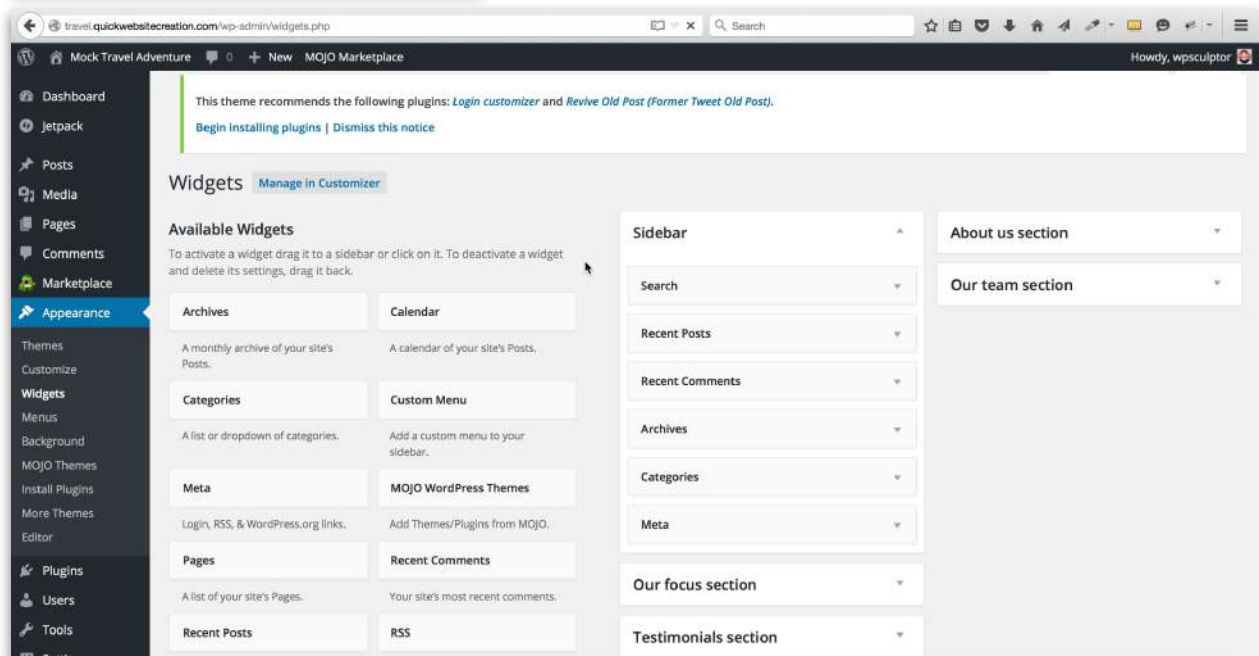 travel.quickwebsitecreation.com/wp-admin/widgets.php
Search
Mock Travel Adventure 0 + New MOJO Marketplace
Howdy, wpsculptor
Dashboard
Jetpack
Posts
Media
Pages
Comments
Marketplace
Appearance
Themes
Customize
Widgets
Menus
Background
MOJO Themes
Install Plugins
More Themes
Editor
Plugins
Users
Tools
This theme recommends the following plugins: Login customizer and Revive Old Post (Former Tweet Old Post).
Begin installing plugins | Dismiss this notice
Widgets Manage in Customizer
Available Widgets
To activate a widget drag it to a sidebar or click on it. To deactivate a widget
and delete its settings, drag it back.
Archives
A monthly archive of your site's
Posts.
Calendar
A calendar of your site's Posts.
Categories
A list or dropdown of categories.
Custom Menu
Add a custom menu to your
sidebar.
Meta
Login, RSS, & WordPress.org links.
MOJO WordPress Themes
Add Themes/Plugins from MOJO.
Pages
A list of your site's Pages.
Recent Comments
Your site's most recent comments.
Recent Posts
RSS
Sidebar
Search
Recent Posts
Recent Comments
Archives
Categories
Meta
Our focus section
Testimonials section
About us section
Our team section